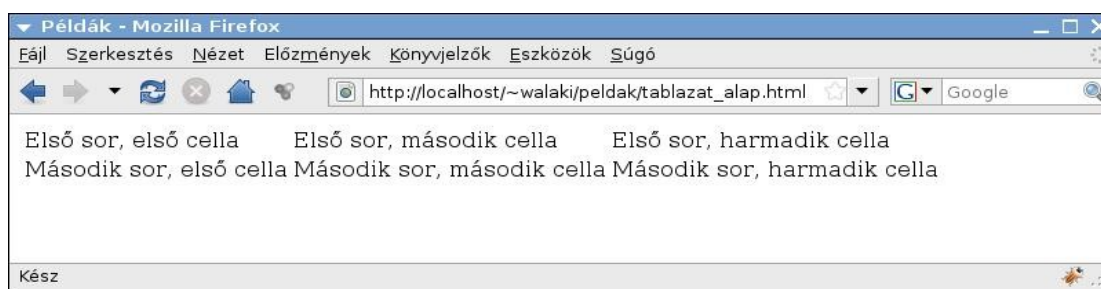 Példák - Mozilla Firefox
Fájl Szerkesztés Nézet Előzmények Könyvjelzők Eszközök Súgó
http://localhost/~walaki/peldak/tablazat_alap.html G Google
Első sor, első cella Első sor, második cella Első sor, harmadik cella
Második sor, első cella Második sor, második cella Második sor, harmadik cella
Kész